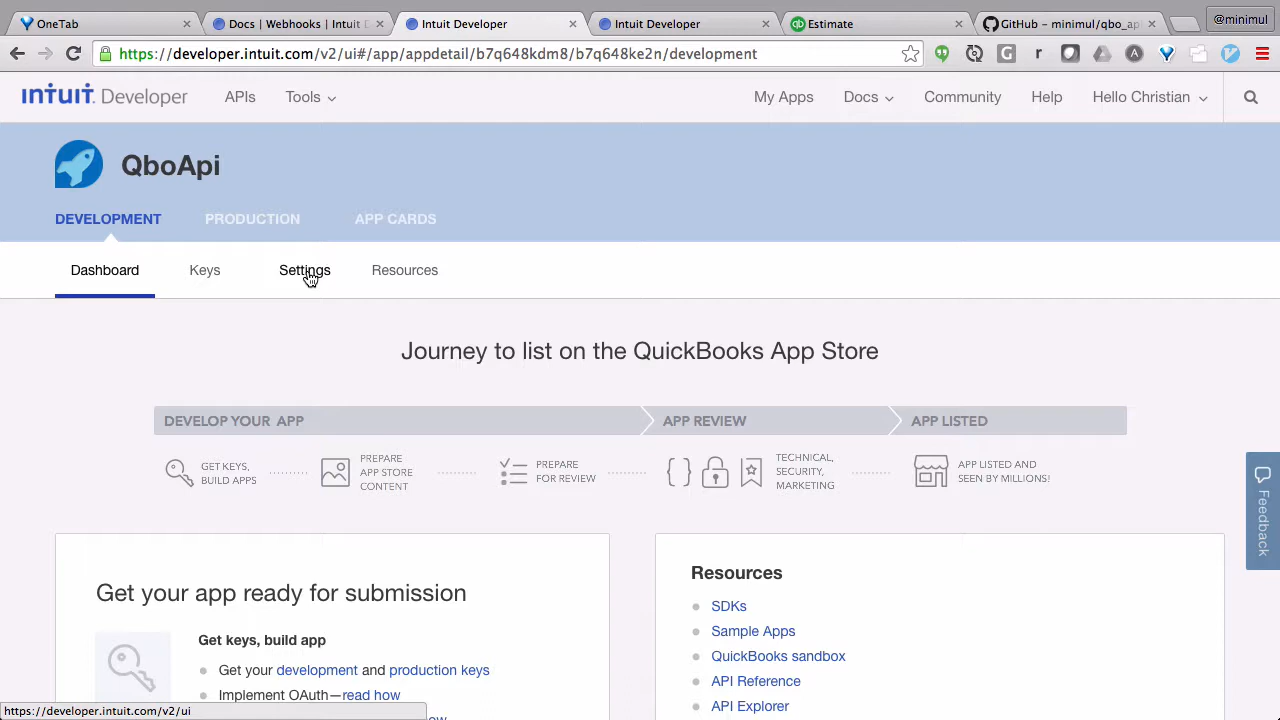 OneTab
Docs | Webhooks | Intuit D
Intuit Developer
Intuit Developer
Estimate
GitHub – minimul/qbo_api
@minimul
https://developer.intuit.com/v2/ui#/app/appdetail/b7q648kdm8/b7q648ke2n/development
intuit Developer
APIs
Tools
My Apps
Docs
Community
Help
Hello Christian
QboApi
DEVELOPMENT
PRODUCTION
APP CARDS
Dashboard
Keys
Settings
Resources
Journey to list on the QuickBooks App Store
DEVELOP YOUR APP
APP REVIEW
APP LISTED
GET KEYS,
BUILD APPS
PREPARE
APP STORE
CONTENT
PREPARE
FOR REVIEW
TECHNICAL,
SECURITY,
MARKETING
APP LISTED AND
SEEN BY MILLIONS!
Feedback
Get your app ready for submission
Get keys, build app
Get your development and production keys
Implement OAuth—read how
Resources
SDKs
Sample Apps
QuickBooks sandbox
API Reference
API Explorer
https://developer.intuit.com/v2/ui